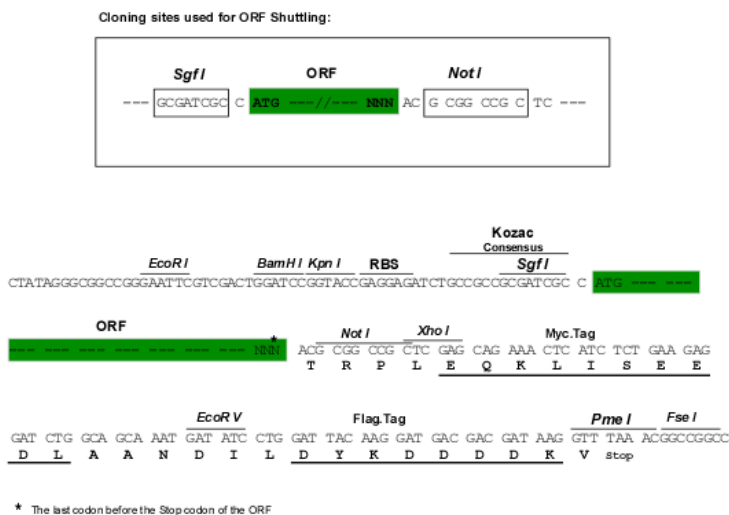 Cloning sites used for ORF Shuttling:
Sgf I ORF Not I
--- GCGATCGC C ATG ---//--- NNN AC G CGG CCG C TC ---
Kozac
Consensus
EcoR I BamH I Kpn I RBS Sgf I
CTATAGGGCGGCCGGGAATTCGTCGACTGGATCCGGTACCGAGGAGATCTGCCGCCGCGATCGC C ATG --- --- ---
ORF Not I Xho I Myc.Tag
*
--- --- --- --- --- --- --- --- --- NNN ACG CGG CCG CTC GAG CAG AAA CTC ATC TCT GAA GAG
T R P L E Q K L I S E E
EcoR V Flag.Tag Pme I Fse I
GAT CTG GCA GCA AAT GAT ATC CTG GAT TAC AAG GAT GAC GAC GAT AAG GTT TAA ACGGCCGGCC
D L A A N D I L D Y K D D D D K V Stop
* The last codon before the Stop codon of the ORF